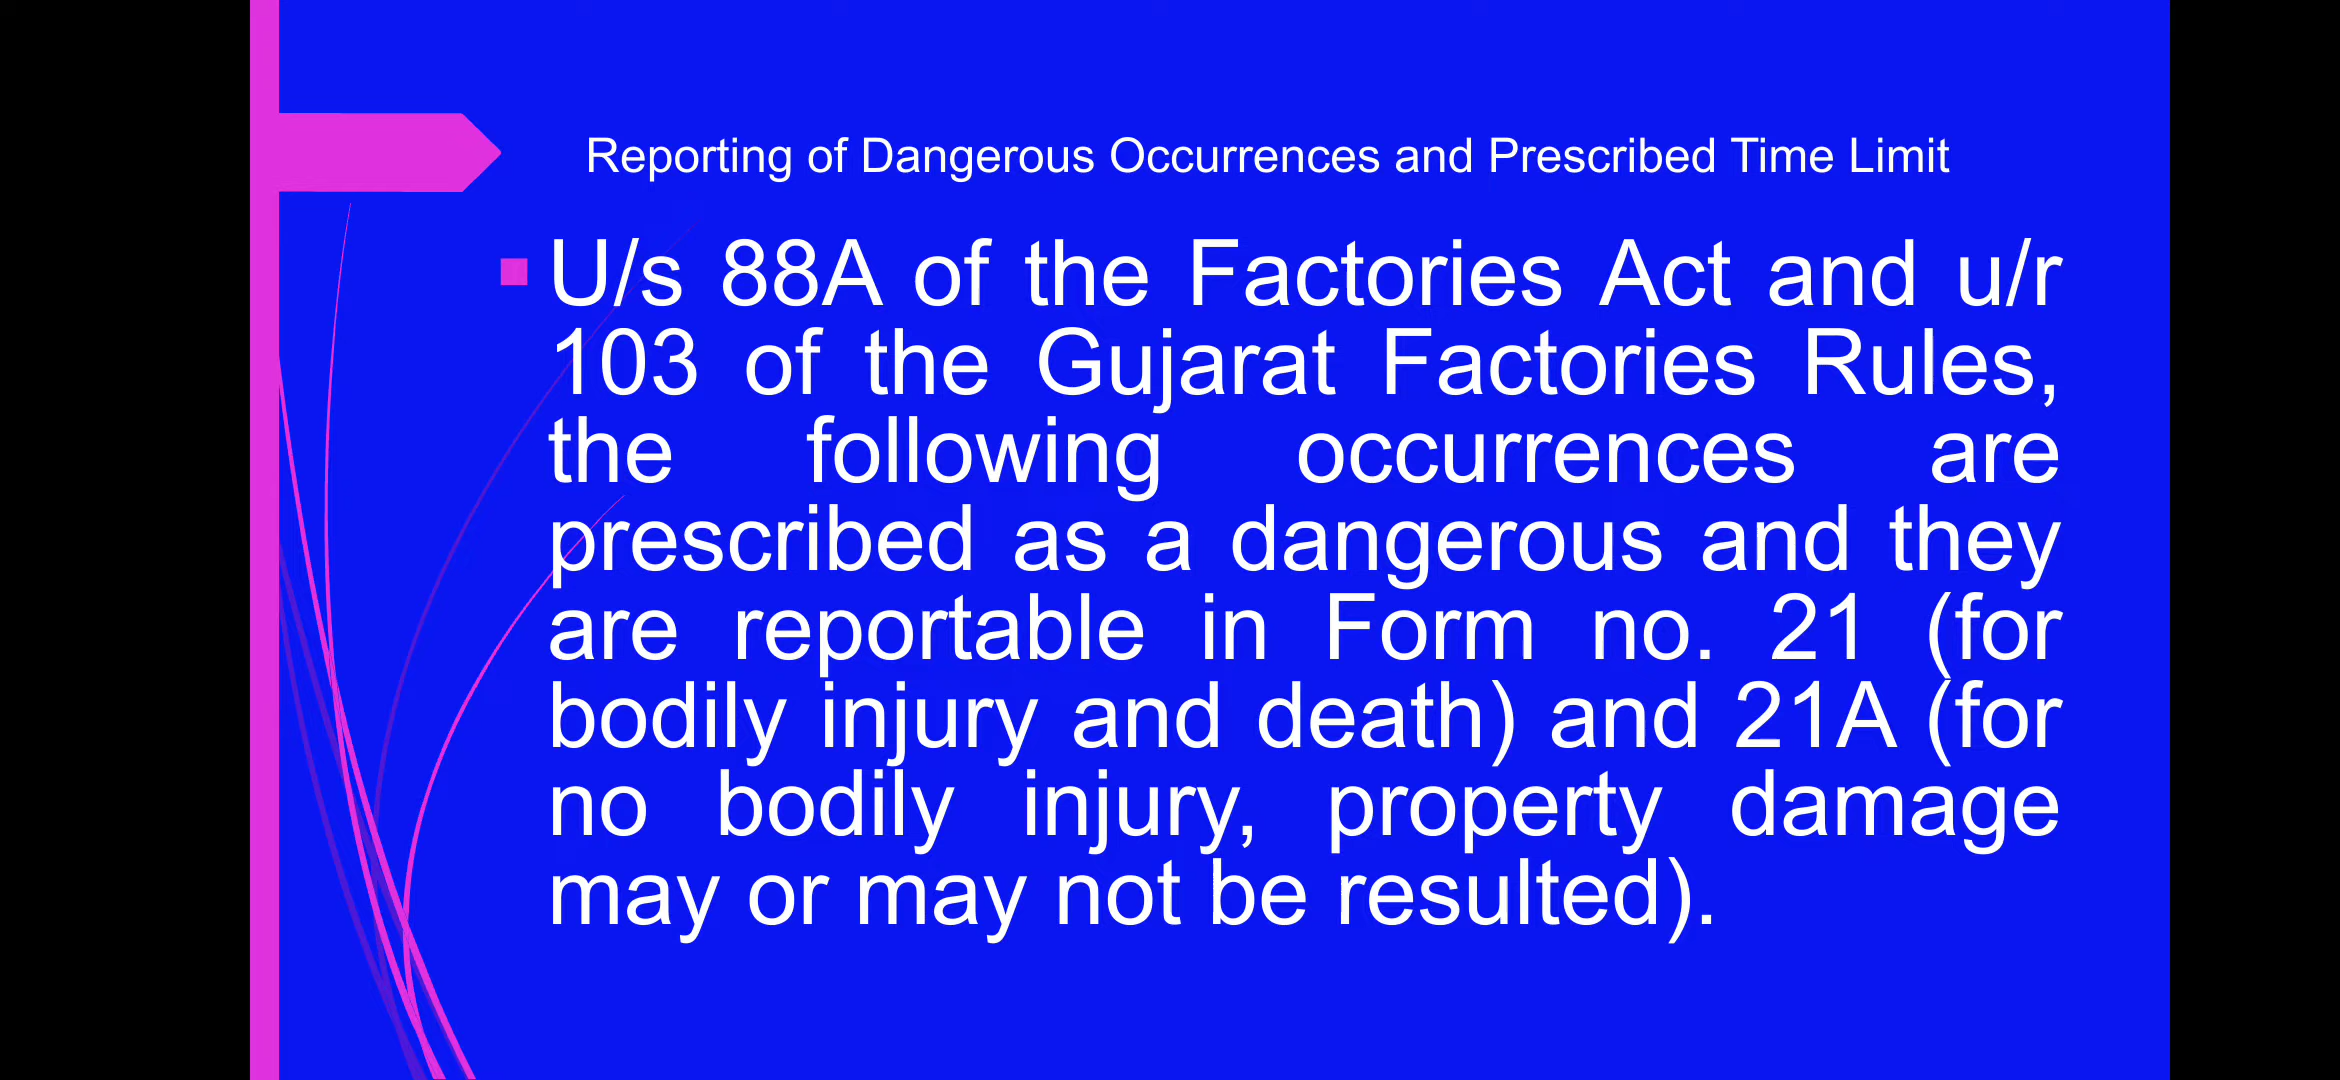 Reporting of Dangerous Occurrences and Prescribed Time Limit
U/s 88A of the Factories Act and u/r
103 of the Gujarat Factories Rules,
the following occurrences are
prescribed as a dangerous and they
are reportable in Form no. 21 (for
bodily injury and death) and 21A (for
no bodily injury, property damage
may or may not be resulted).